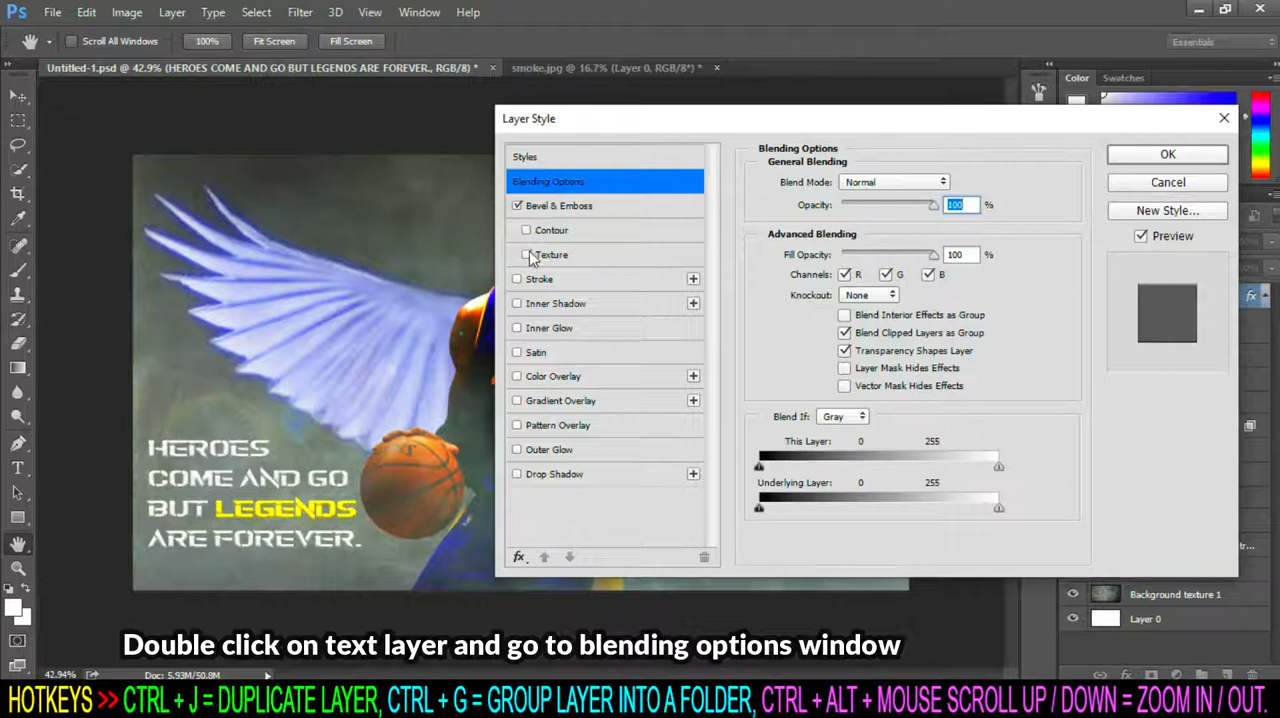 Ps File Edit Image Layer Type Select Filter 3D View Window Help
Scroll All Windows 100% Fit Screen Fill Screen Essentials
Untitled-1.psd @ 42.9% (HEROES COME AND GO BUT LEGENDS ARE FOREVER., RGB/8) * × smoke.jpg @ 16.7% (Layer 0, RGB/8*) * ×
Color Swatches
Layer Style
Styles
Blending Options
Bevel & Emboss
Contour
Texture
Stroke
Inner Shadow
Inner Glow
Satin
Color Overlay
Gradient Overlay
Pattern Overlay
Outer Glow
Drop Shadow
fx
Blending Options
General Blending
Blend Mode: Normal
Opacity: 100 %
Advanced Blending
Fill Opacity: 100 %
Channels: R G B
Knockout: None
Blend Interior Effects as Group
Blend Clipped Layers as Group
Transparency Shapes Layer
Layer Mask Hides Effects
Vector Mask Hides Effects
Blend If: Gray
This Layer: 0 255
Underlying Layer: 0 255
OK
Cancel
New Style...
Preview
fx
HEROES
COME AND GO
BUT LEGENDS
ARE FOREVER.
Background texture 1
Layer 0
Double click on text layer and go to blending options window
42.94% Doc: 5.93M/50.8M
HOTKEYS >> CTRL + J = DUPLICATE LAYER, CTRL + G = GROUP LAYER INTO A FOLDER, CTRL + ALT + MOUSE SCROLL UP / DOWN = ZOOM IN / OUT.